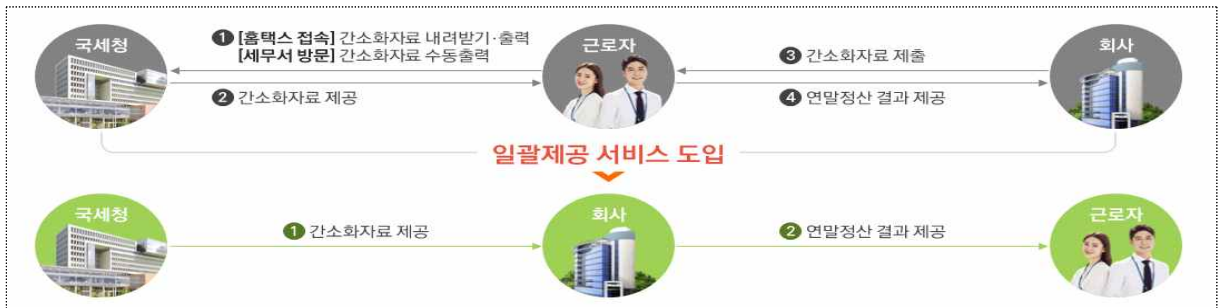 국세청
❶ [홈택스 접속] 간소화자료 내려받기·출력
[세무서 방문] 간소화자료 수동출력
❷ 간소화자료 제공
근로자
❸ 간소화자료 제출
❹ 연말정산 결과 제공
회사
일괄제공 서비스 도입
국세청
❶ 간소화자료 제공
회사
❷ 연말정산 결과 제공
근로자